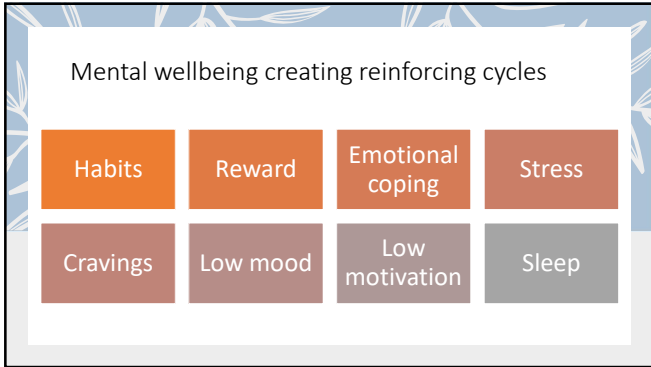 Mental wellbeing creating reinforcing cycles
Habits
Reward
Emotional
coping
Stress
Cravings
Low mood
Low
motivation
Sleep